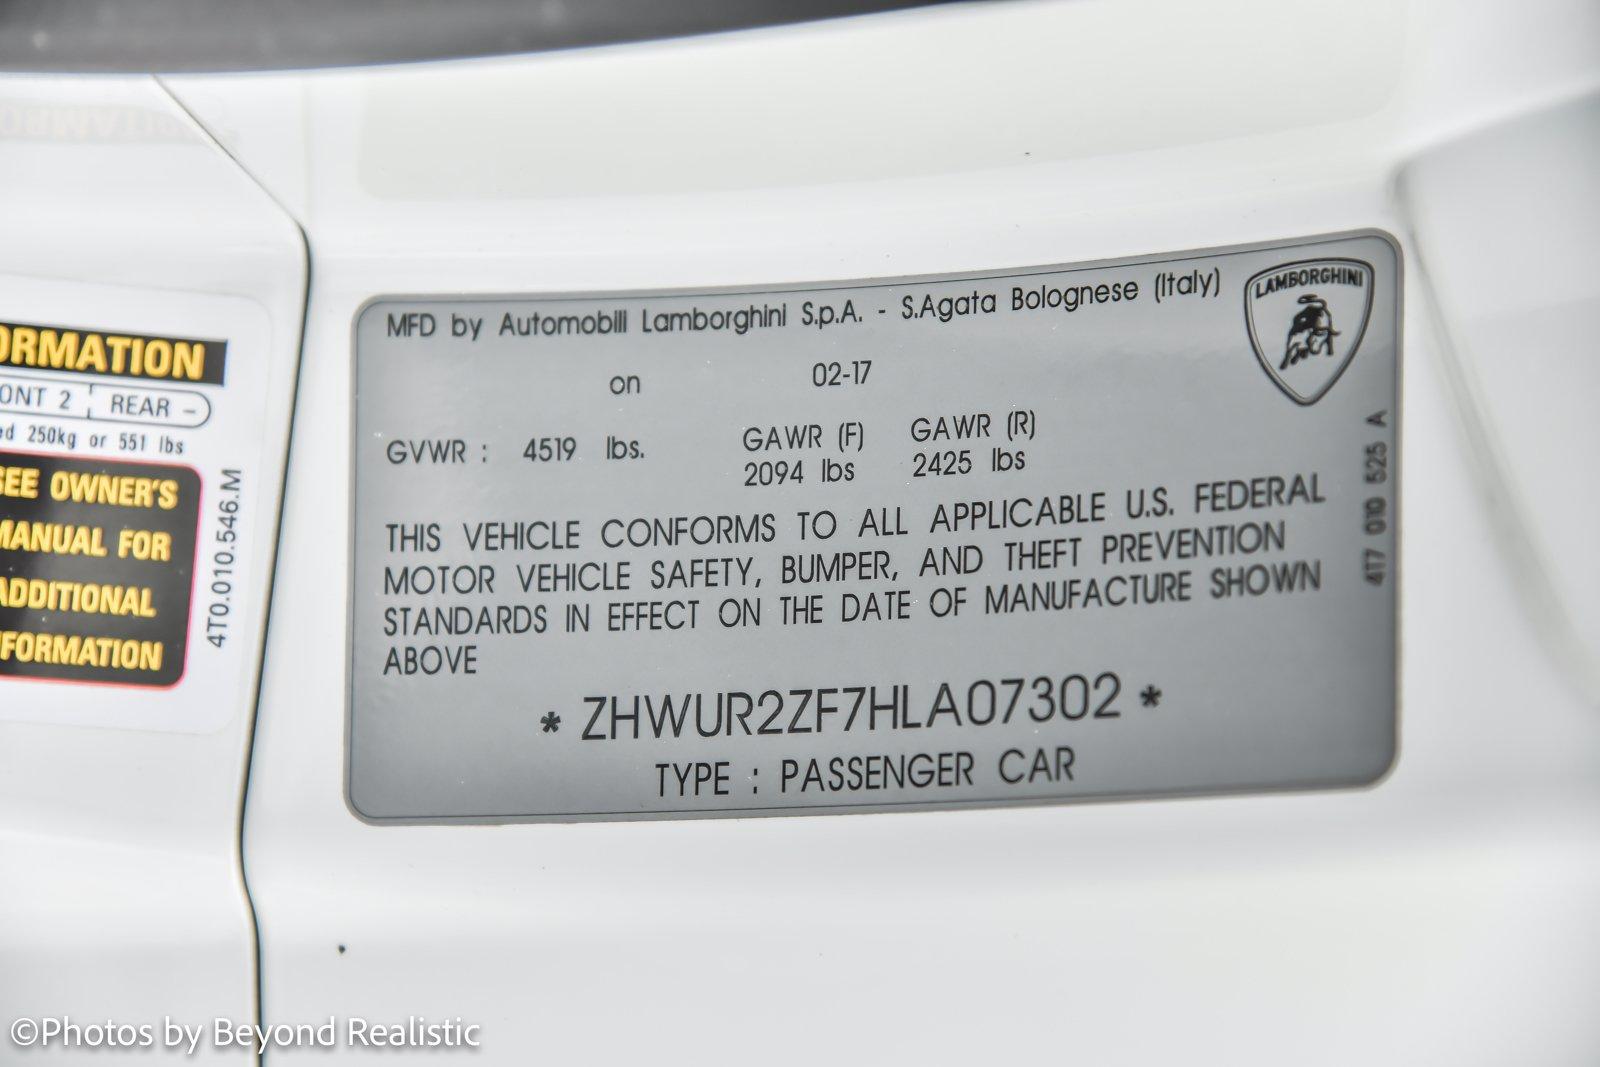 ORMATION
ONT 2 REAR –
ed 250kg or 551 lbs
SEE OWNER'S
MANUAL FOR
ADDITIONAL
FORMATION
4T0.010.546.M
MFD by Automobili Lamborghini S.p.A. - S.Agata Bolognese (Italy)
LAMBORGHINI
on 02-17
GVWR : 4519 lbs. GAWR (F) GAWR (R)
2094 lbs 2425 lbs
THIS VEHICLE CONFORMS TO ALL APPLICABLE U.S. FEDERAL
MOTOR VEHICLE SAFETY, BUMPER, AND THEFT PREVENTION
STANDARDS IN EFFECT ON THE DATE OF MANUFACTURE SHOWN
ABOVE
* ZHWUR2ZF7HLA07302 *
TYPE : PASSENGER CAR
4T7 010 525 A
©Photos by Beyond Realistic